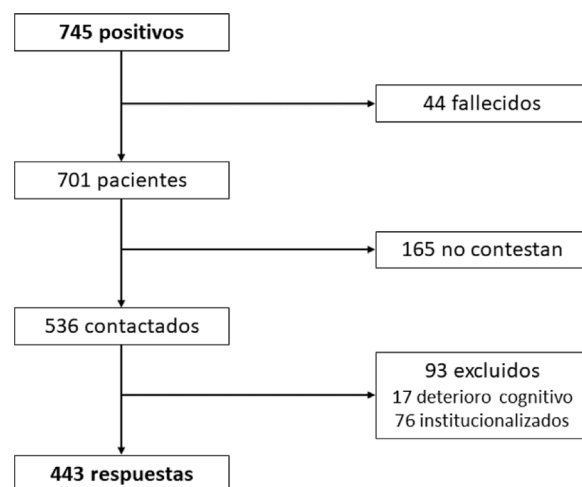 745 positivos
44 fallecidos
701 pacientes
165 no contestan
536 contactados
93 excluidos
17 deterioro cognitivo
76 institucionalizados
443 respuestas